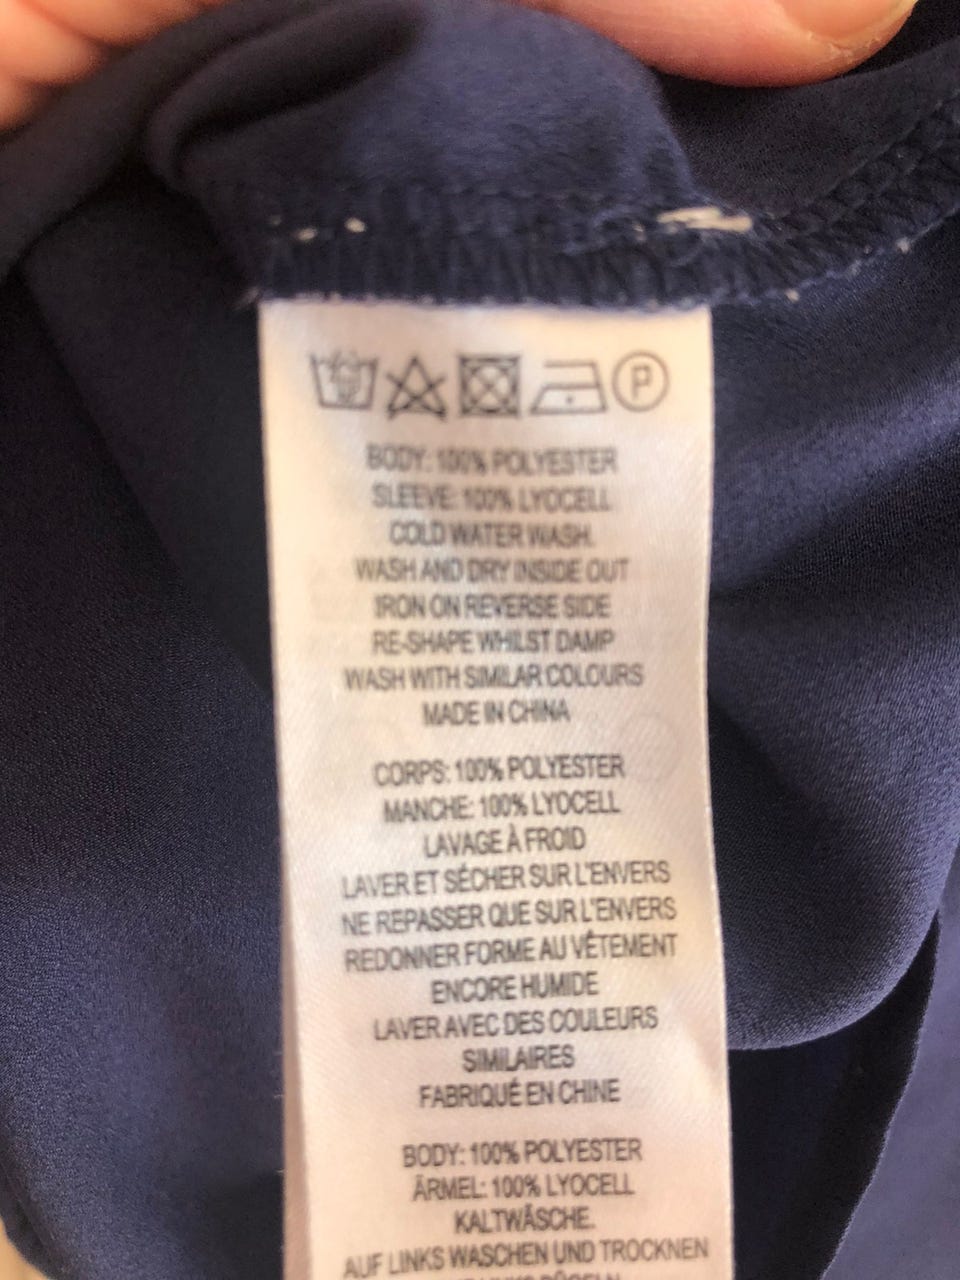 P
BODY: 100% POLYESTER
SLEEVE: 100% LYOCELL
COLD WATER WASH.
WASH AND DRY INSIDE OUT
IRON ON REVERSE SIDE
RE-SHAPE WHILST DAMP
WASH WITH SIMILAR COLOURS
MADE IN CHINA
CORPS: 100% POLYESTER
MANCHE: 100% LYOCELL
LAVAGE À FROID
LAVER ET SÉCHER SUR L'ENVERS
NE REPASSER QUE SUR L'ENVERS
REDONNER FORME AU VÊTEMENT
ENCORE HUMIDE
LAVER AVEC DES COULEURS
SIMILAIRES
FABRIQUÉ EN CHINE
BODY: 100% POLYESTER
ÄRMEL: 100% LYOCELL
KALTWÄSCHE.
AUF LINKS WASCHEN UND TROCKNEN